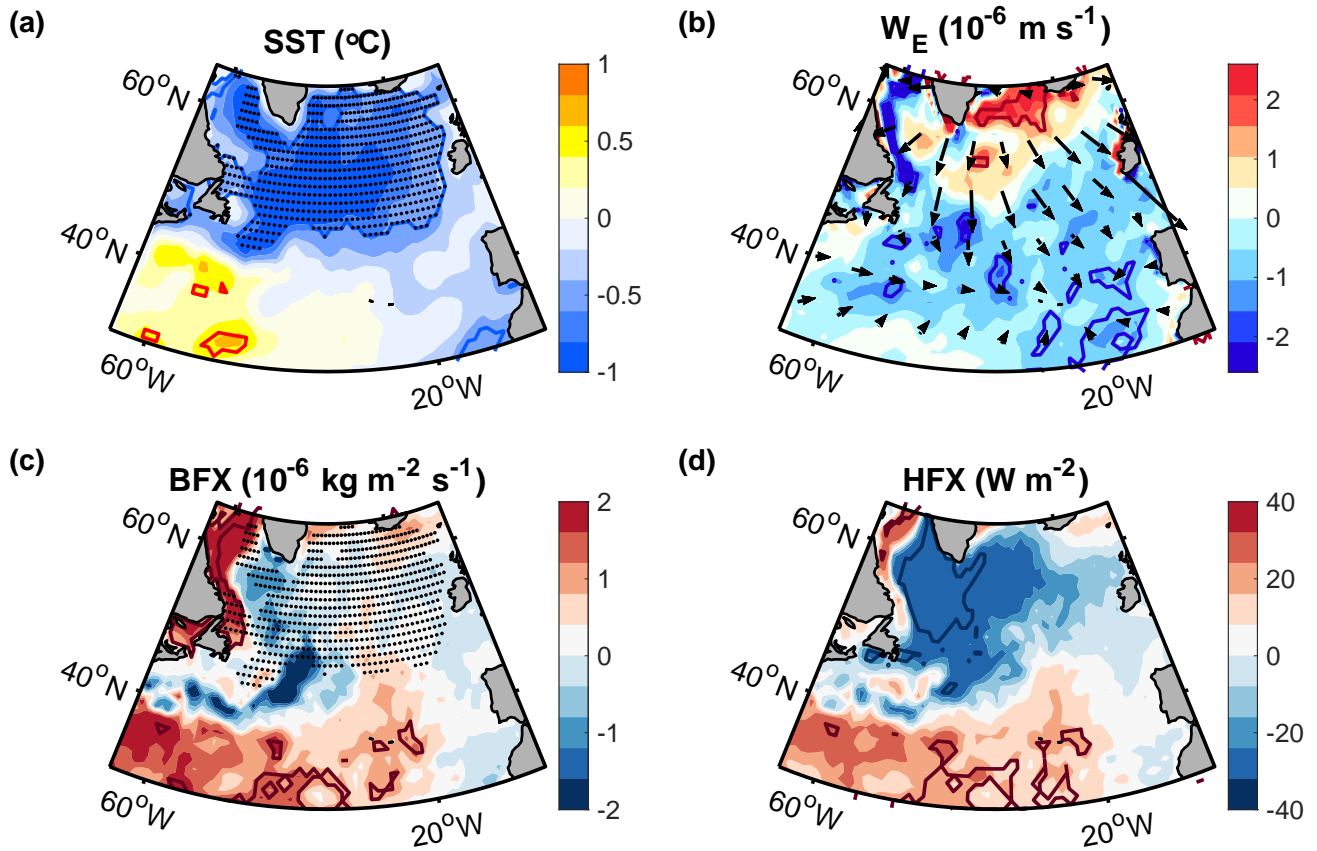 (a)
SST (°C)
60°N
40°N
60°W
20°W
1
0.5
0
-0.5
-1
(b)
W_E (10^-6 m s^-1)
60°N
40°N
60°W
20°W
2
1
0
-1
-2
(c)
BFX (10^-6 kg m^-2 s^-1)
60°N
40°N
60°W
20°W
2
1
0
-1
-2
(d)
HFX (W m^-2)
60°N
40°N
60°W
20°W
40
20
0
-20
-40